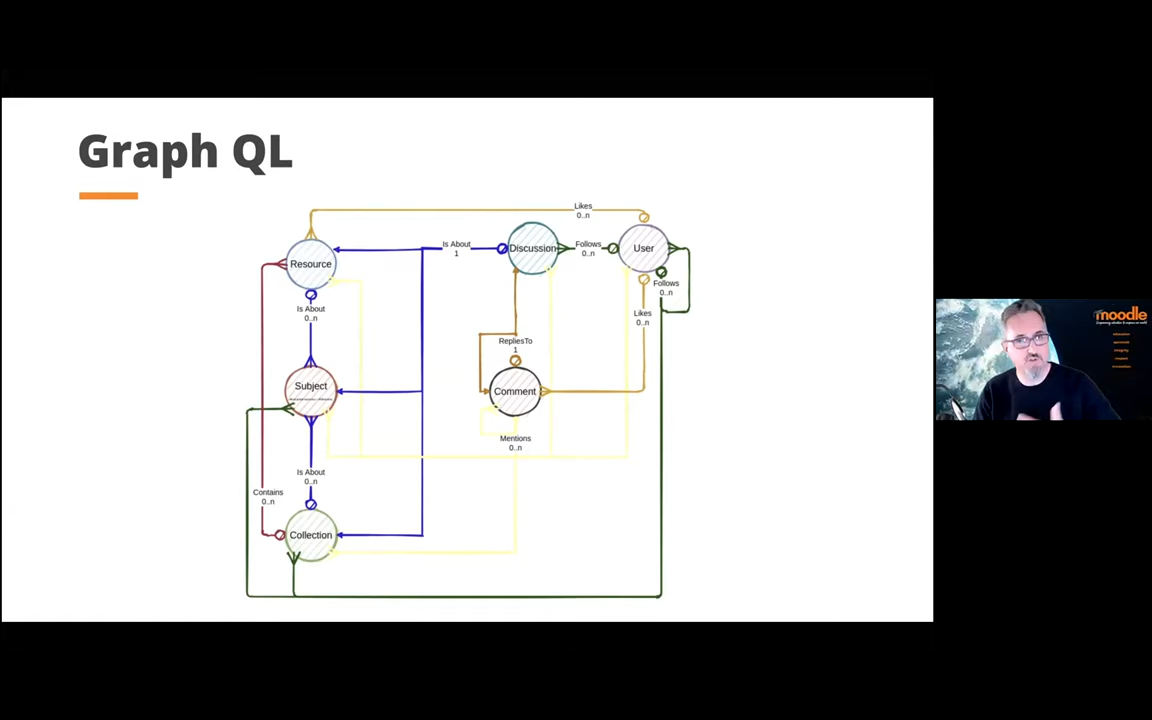 Graph QL
Likes
0..n
Is About
1
Discussion
Follows
0..n
User
Resource
Follows
0..n
Is About
0..n
Likes
0..n
RepliesTo
1
Subject
Comment
Mentions
0..n
Is About
0..n
Contains
0..n
Collection
moodle